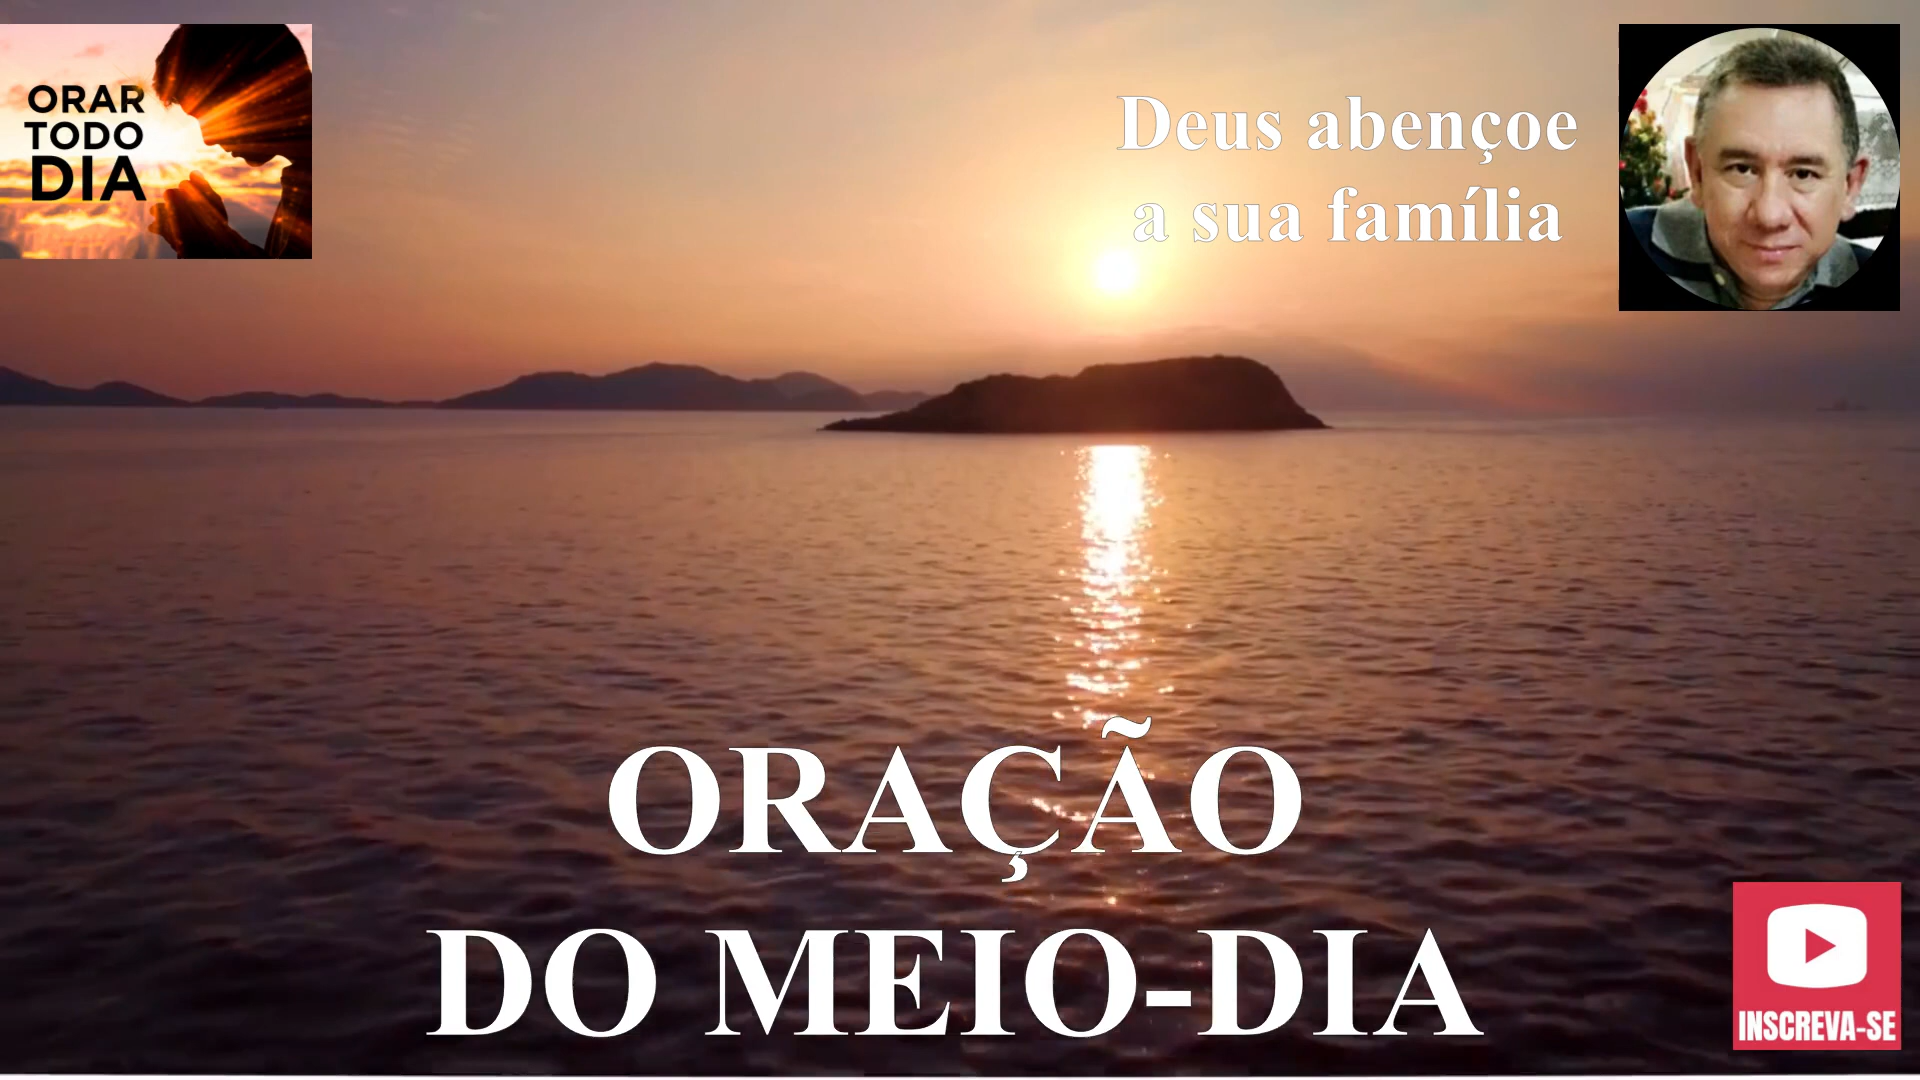 ORAR
TODO
DIA
Deus abençoe
a sua família
ORAÇÃO
DO MEIO-DIA
INSCREVA-SE